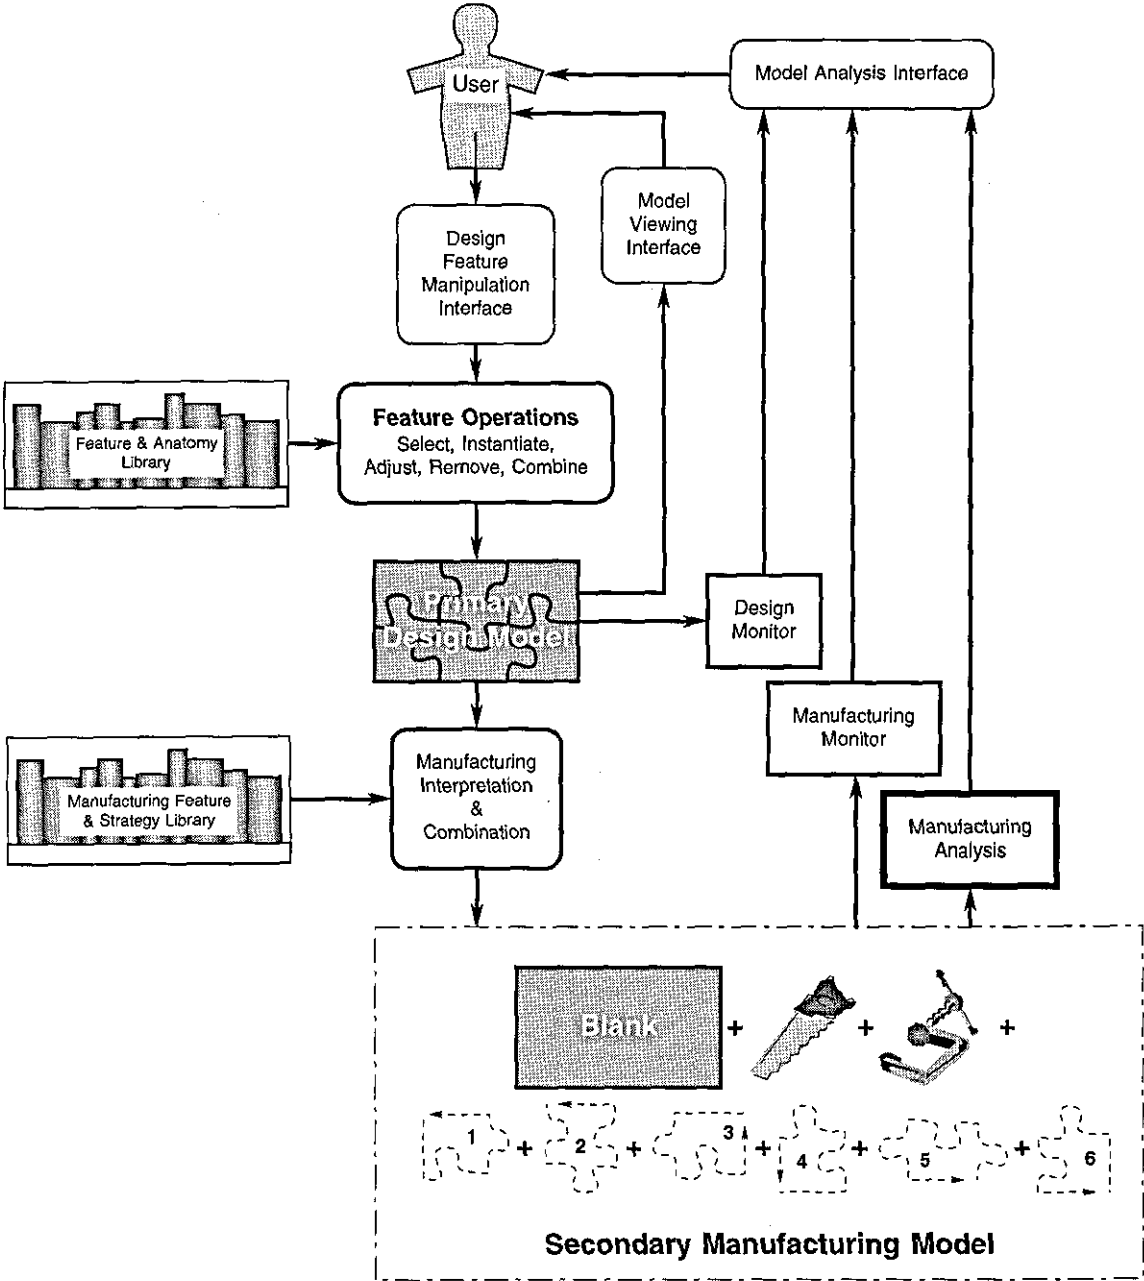 User
Model Analysis Interface
Model
Viewing
Interface
Design
Feature
Manipulation
Interface
Feature Operations
Select, Instantiate,
Adjust, Remove, Combine
Feature & Anatomy
Library
Primary
Design Model
Design
Monitor
Manufacturing
Monitor
Manufacturing
Interpretation
&
Combination
Manufacturing Feature
& Strategy Library
Manufacturing
Analysis
Blank
+ + +
1 + 2 + 3 + 4 + 5 + 6
Secondary Manufacturing Model